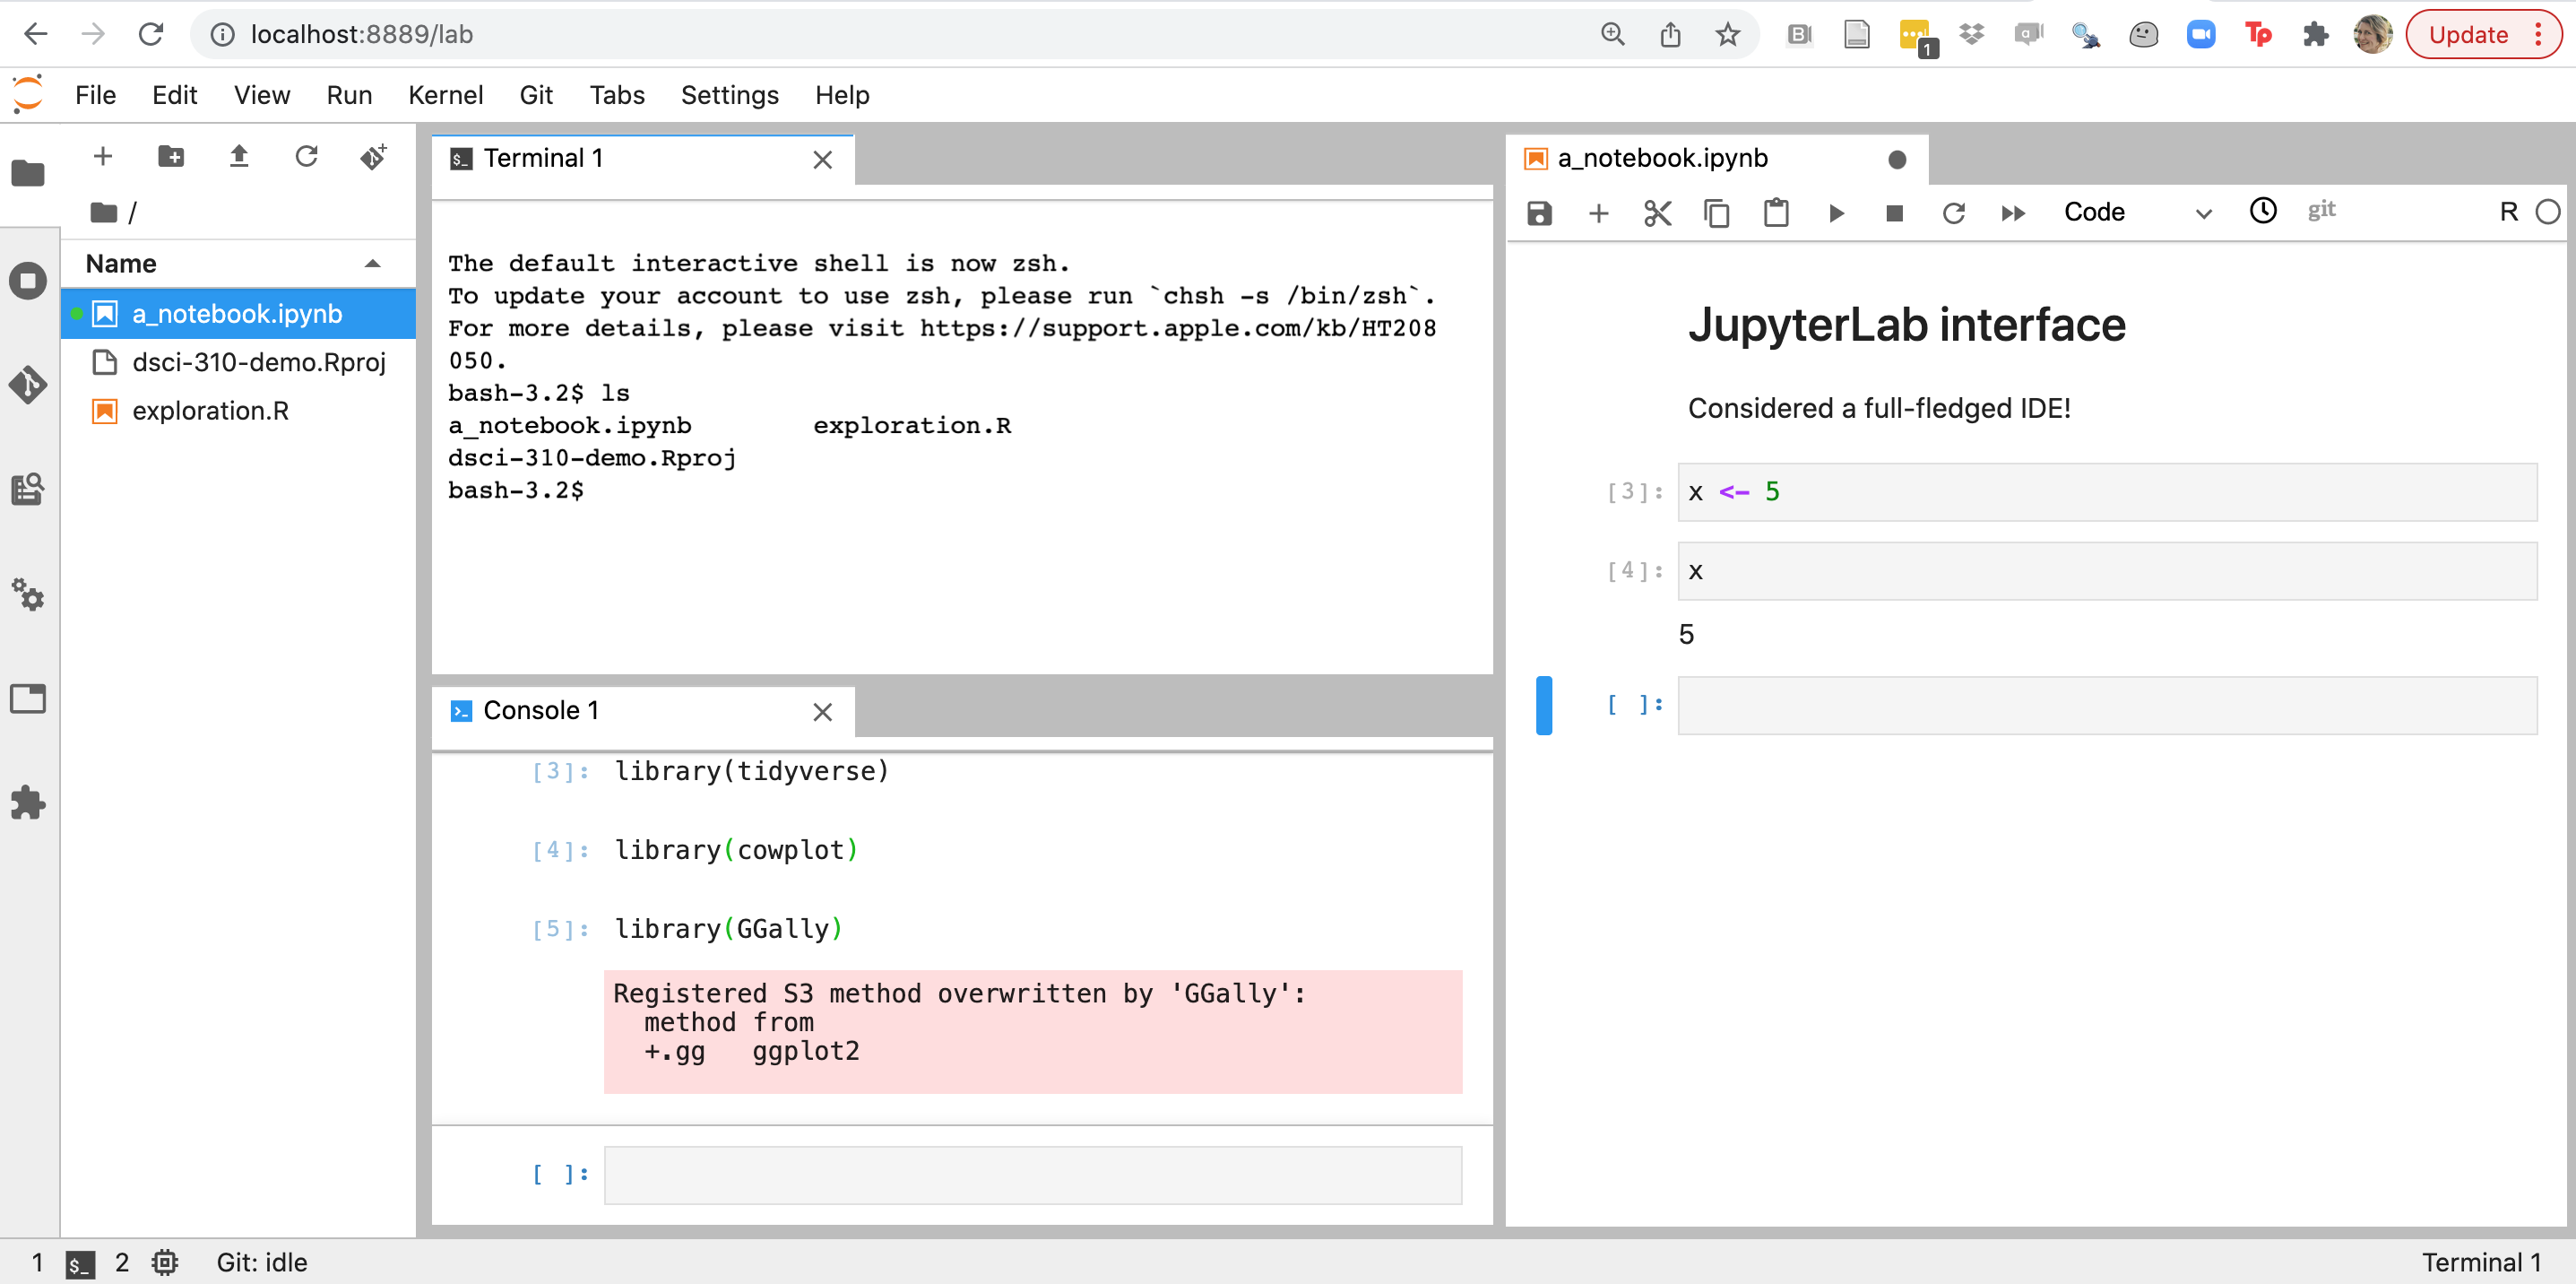 localhost:8889/lab
1
Tp
Update
File Edit View Run Kernel Git Tabs Settings Help
/
Name
a_notebook.ipynb
dsci-310-demo.Rproj
exploration.R
$_ Terminal 1
The default interactive shell is now zsh.
To update your account to use zsh, please run `chsh -s /bin/zsh`.
For more details, please visit https://support.apple.com/kb/HT208
050.
bash-3.2$ ls
a_notebook.ipynb exploration.R
dsci-310-demo.Rproj
bash-3.2$
>_ Console 1
[3]: library(tidyverse)
[4]: library(cowplot)
[5]: library(GGally)
Registered S3 method overwritten by 'GGally':
method from
+.gg ggplot2
[ ]:
a_notebook.ipynb
Code git R
JupyterLab interface
Considered a full-fledged IDE!
[3]: x <- 5
[4]: x
5
[ ]:
1 $_ 2 Git: idle Terminal 1